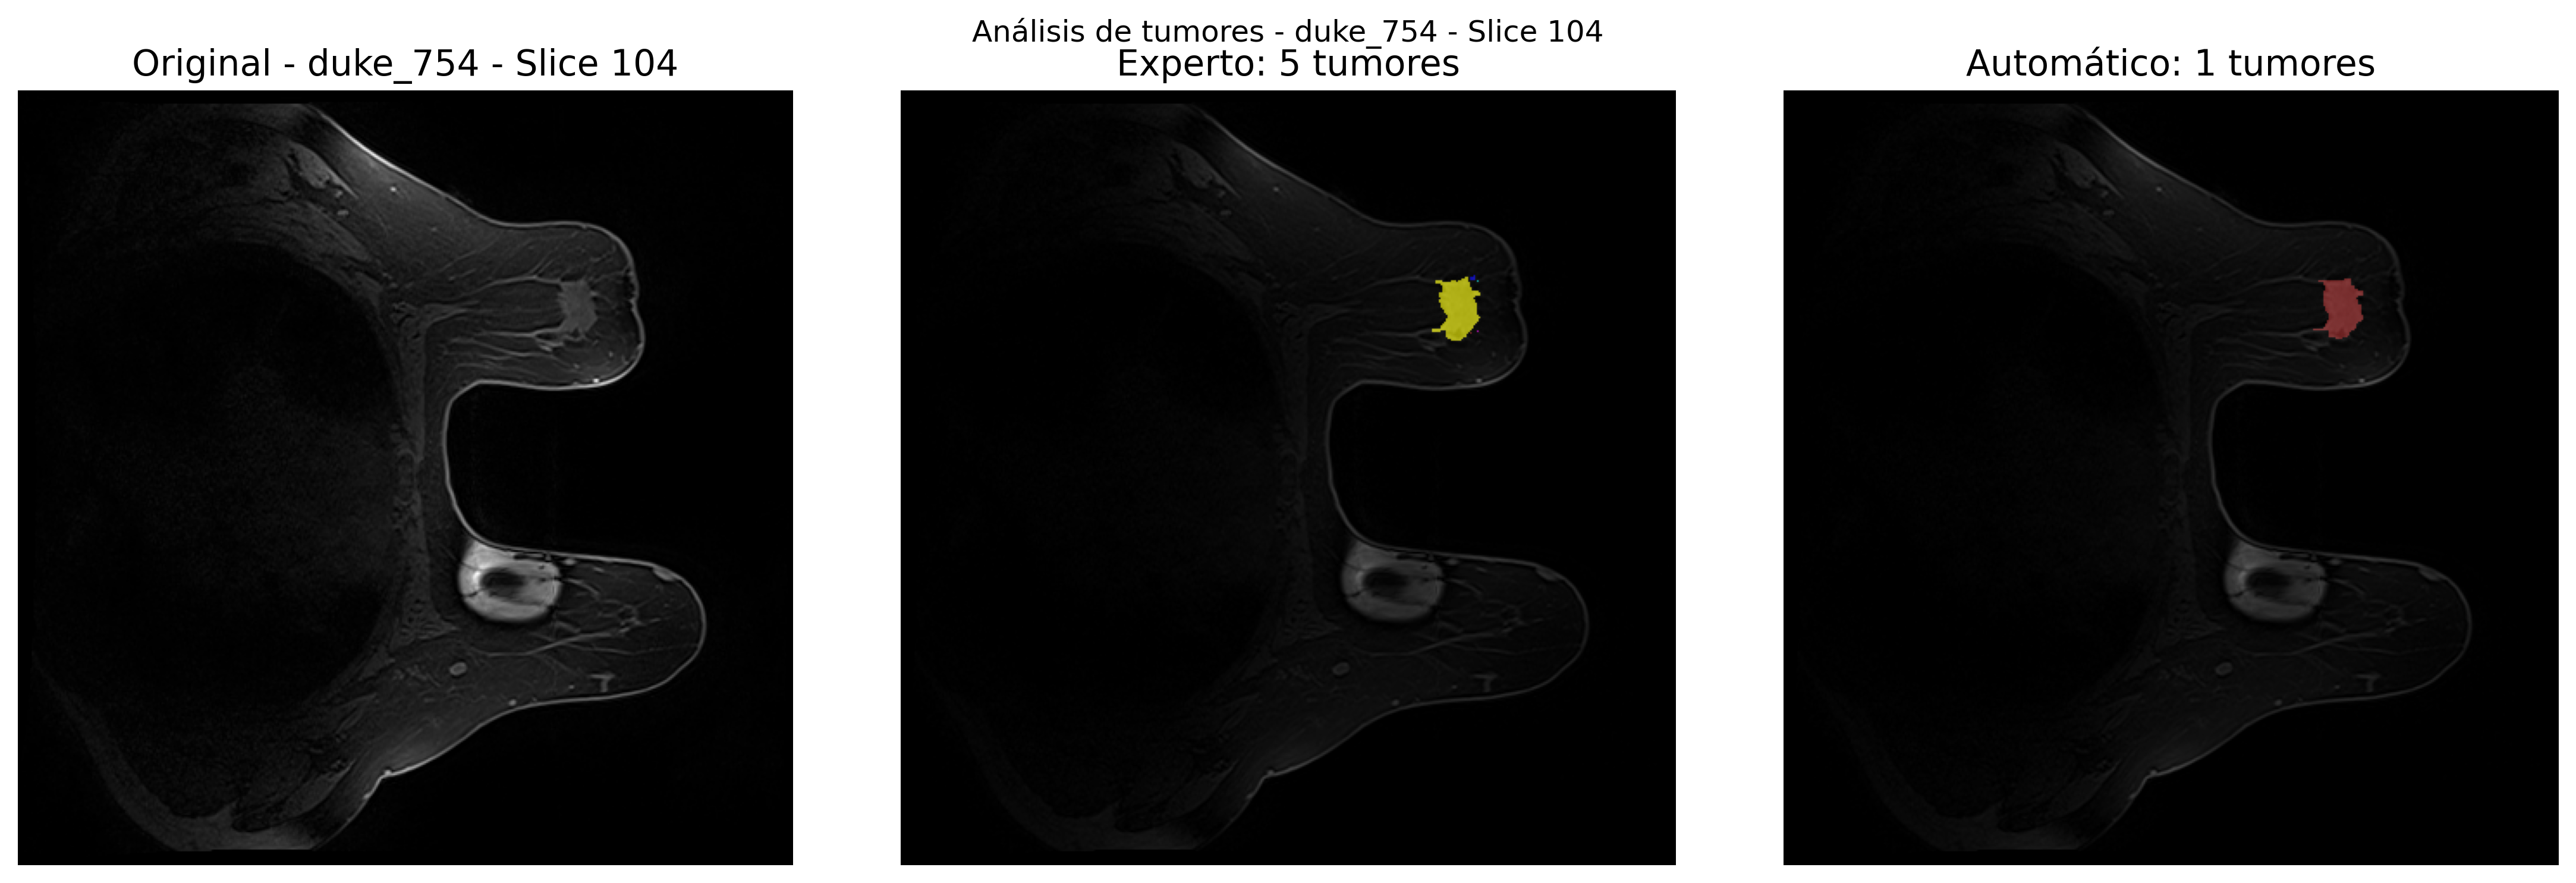 Análisis de tumores - duke_754 - Slice 104
Original - duke_754 - Slice 104
Experto: 5 tumores
Automático: 1 tumores